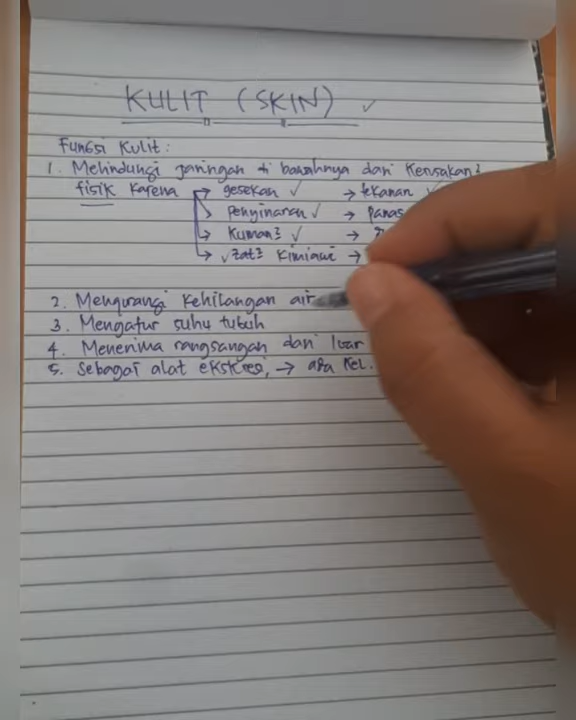 KULIT (SKIN) ✓
Fungsi Kulit :
1. Melindungi jaringan di bawahnya dari Kerusakan²
fisik karena → gesekan ✓ → tekanan ✓
Penyinaran ✓ → panas
→ Kuman² ✓ →
→ ✓ zat² Kimiawi →
2. Mengurangi Kehilangan air
3. Mengatur suhu tubuh
4. Menerima rangsangan dari luar
5. Sebagai alat ekskresi, → apa Kel.